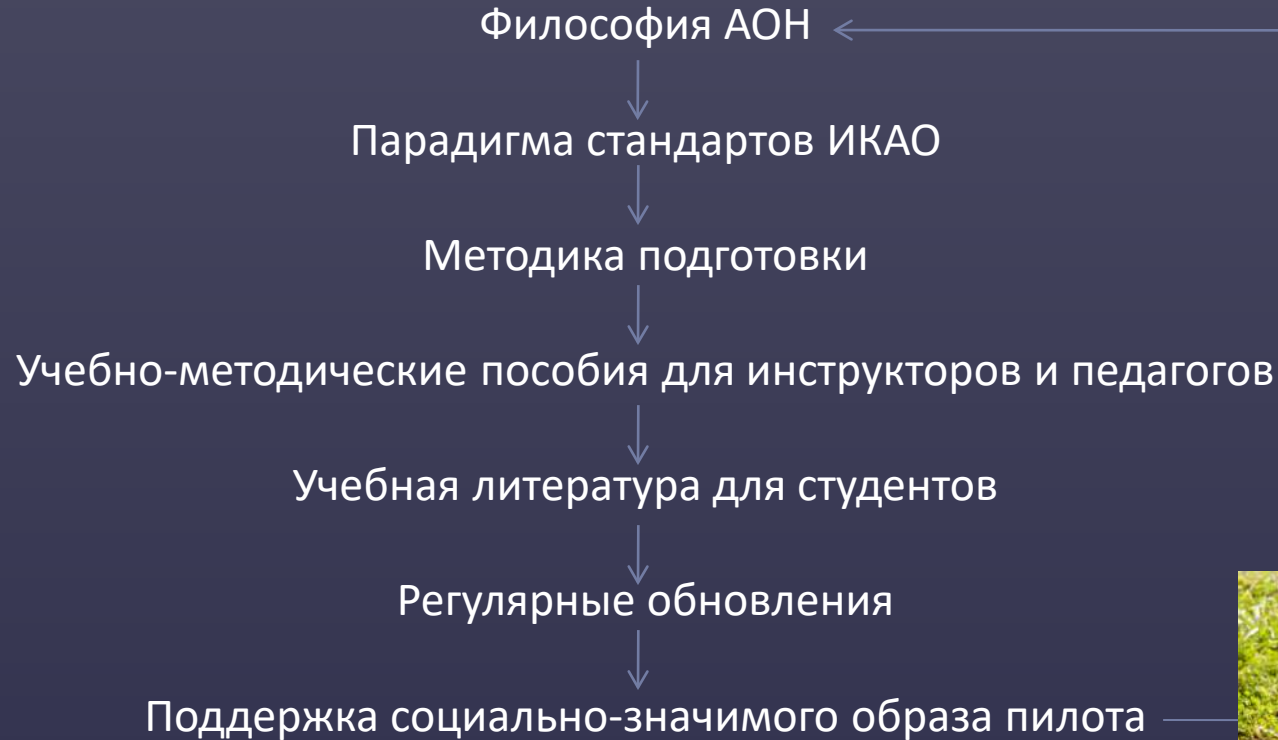 Философия АОН
Парадигма стандартов ИКАО
Методика подготовки
Учебно-методические пособия для инструкторов и педагогов
Учебная литература для студентов
Регулярные обновления
Поддержка социально-значимого образа пилота